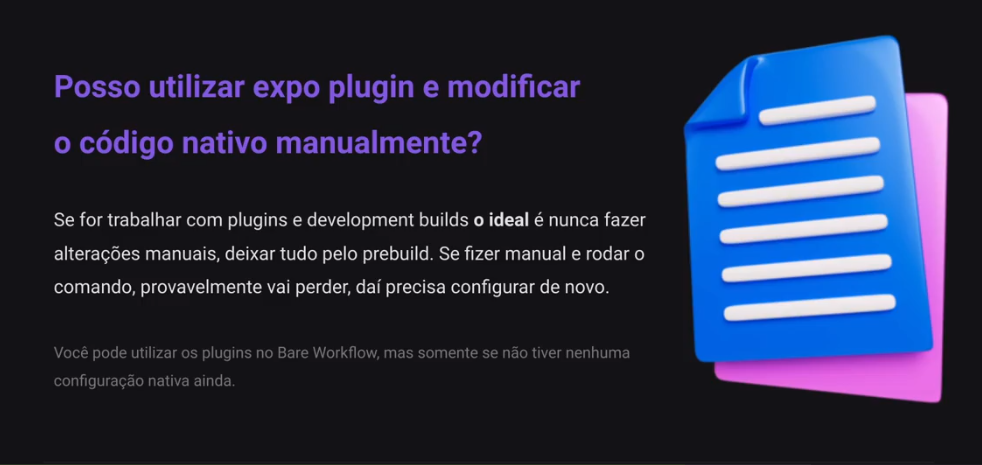 Posso utilizar expo plugin e modificar
o código nativo manualmente?
Se for trabalhar com plugins e development builds o ideal é nunca fazer
alterações manuais, deixar tudo pelo prebuild. Se fizer manual e rodar o
comando, provavelmente vai perder, daí precisa configurar de novo.
Você pode utilizar os plugins no Bare Workflow, mas somente se não tiver nenhuma
configuração nativa ainda.